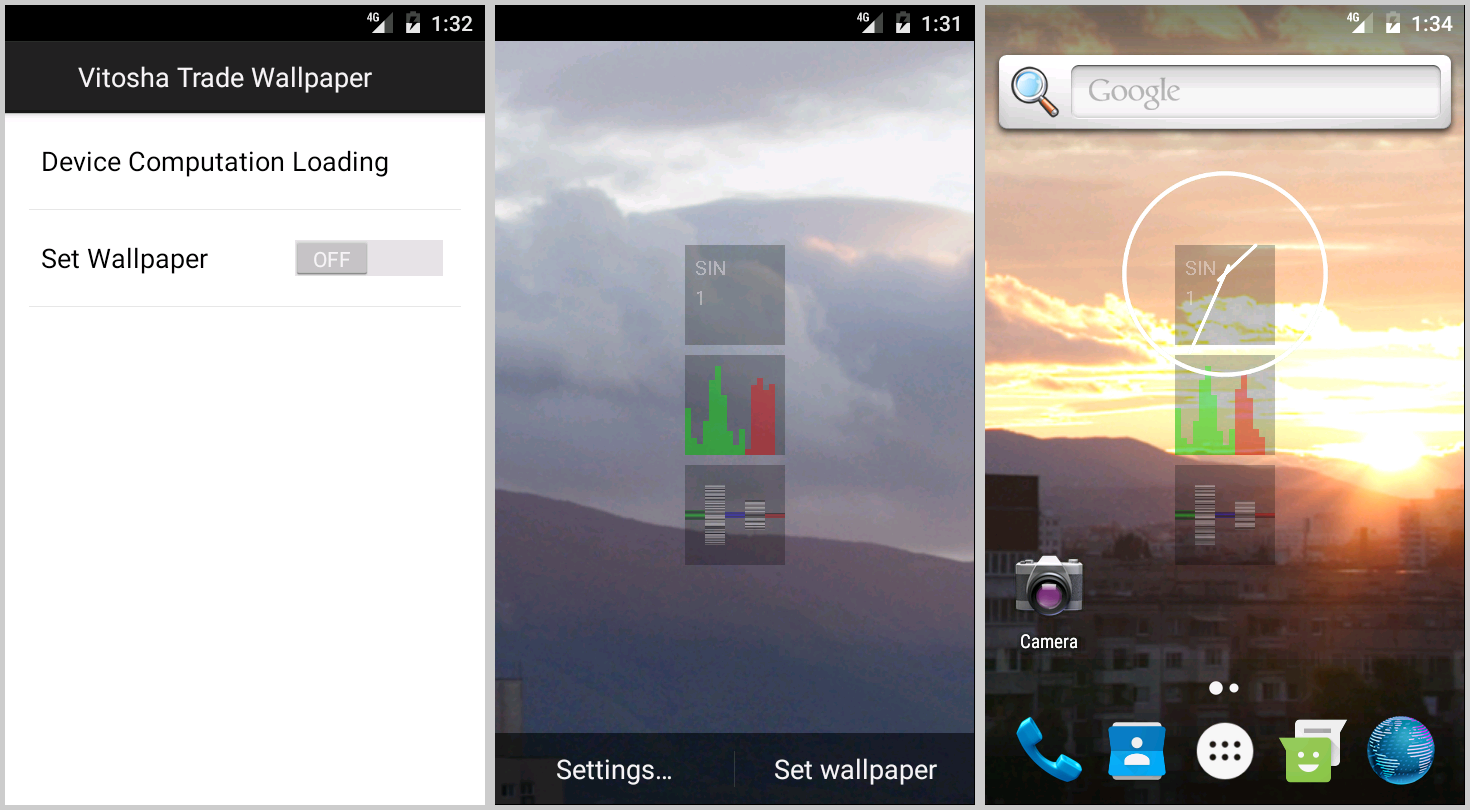 4G 1:32
Vitosha Trade Wallpaper
Device Computation Loading
Set Wallpaper OFF
4G 1:31
SIN
1
Settings... Set wallpaper
4G 1:34
Google
SIN
1
Camera